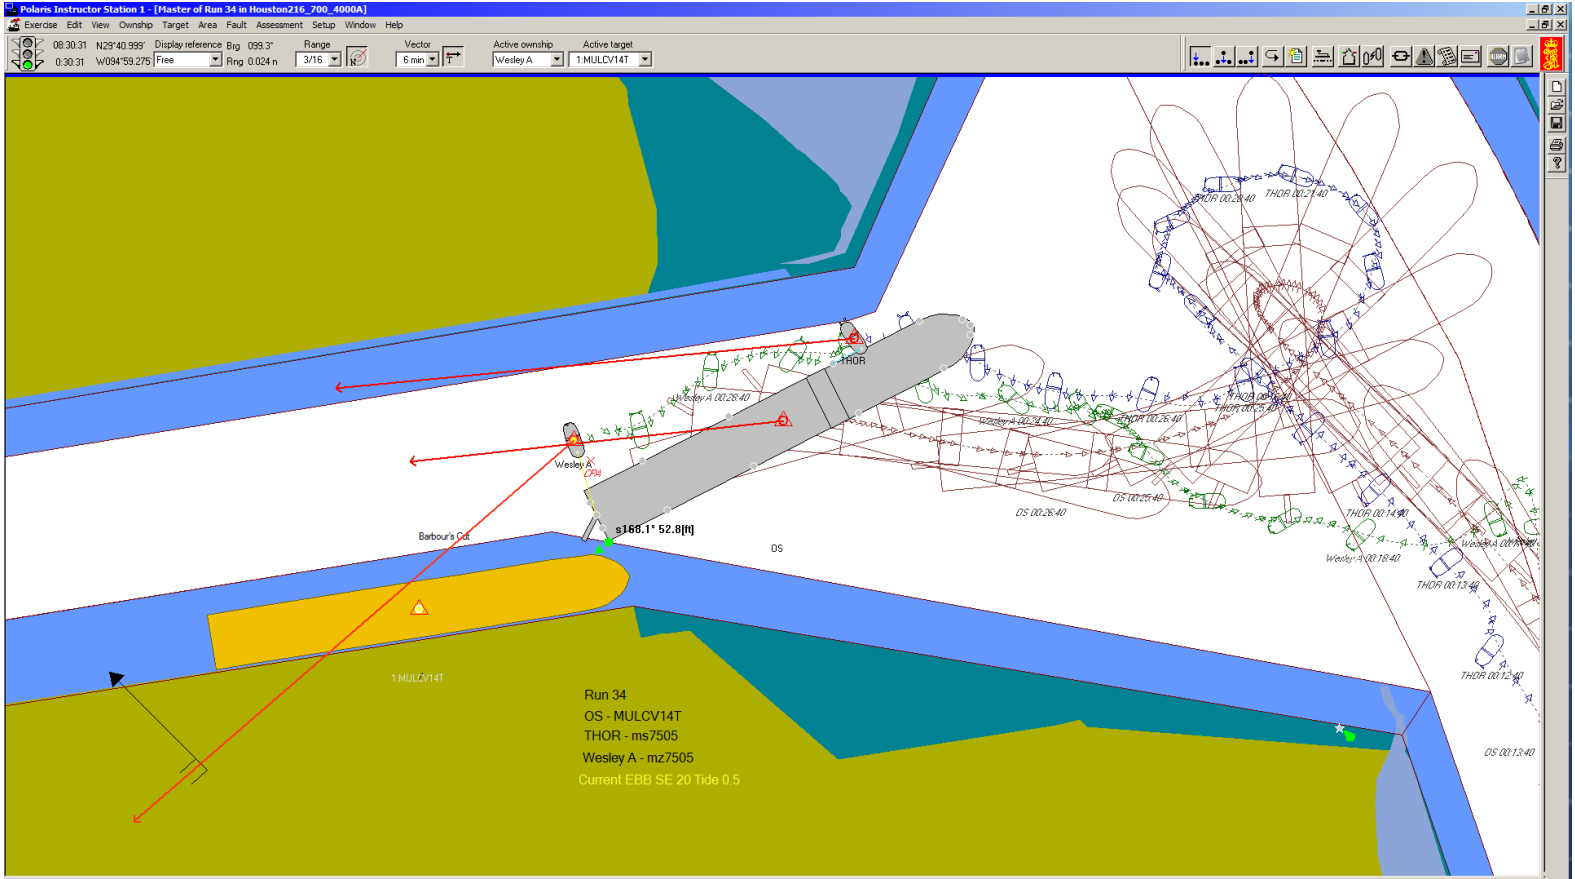 Polaris Instructor Station 1 - [Master of Run 34 in Houston216_700_4000A]
Exercise Edit View Ownship Target Area Fault Assessment Setup Window Help
08:30:31 N29°40.999' Display reference Brg 099.3° Range Vector Active ownship Active target
0:30:31 W094°59.275' Free Rng 0.024 n 3/16 6 min Wesley A 1:MULCV14T
THOR 00:20:40
THOR 00:21:40
THOR
Wesley A 00:28:40
THOR 00:25:40
THOR 00:26:40
Wesley A 00:24:40
Wesley A
CPA
OS 00:25:40
OS 00:26:40
THOR 00:14:40
s168.1° 52.8[ft]
Barbour's Cut
OS
Wesley A 00:18:40
THOR 00:13:40
1:MULCV14T
THOR 00:12:40
Run 34
OS - MULCV14T
THOR - ms7505
Wesley A - mz7505
Current EBB SE 20 Tide 0.5
OS 00:13:40